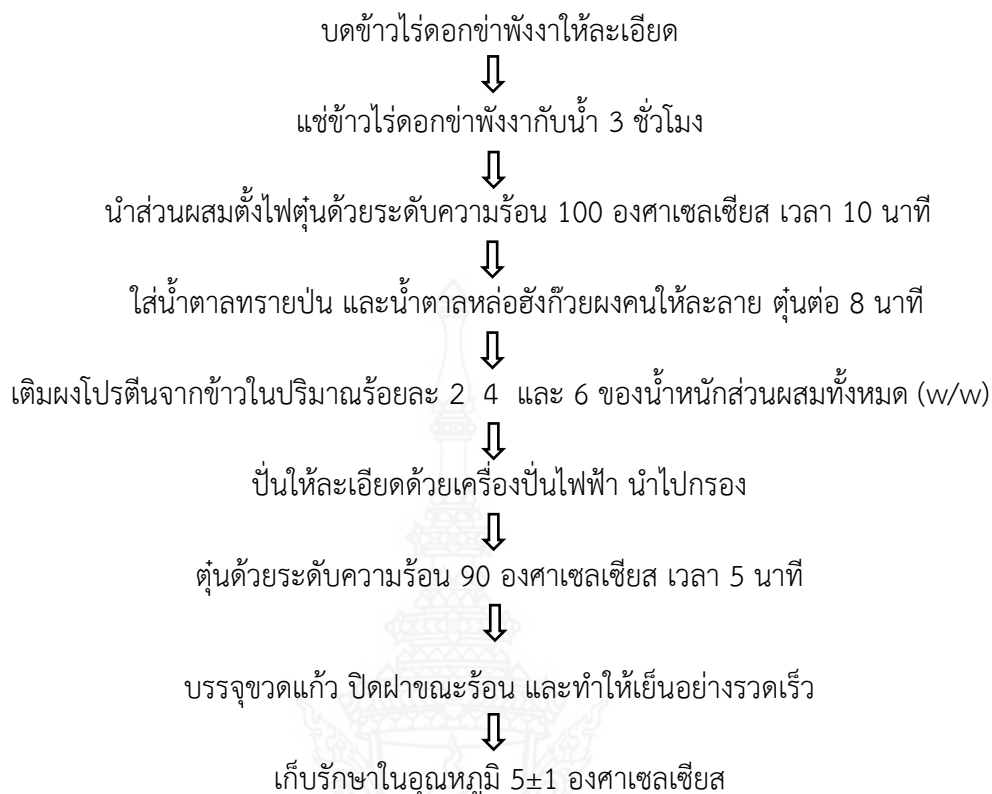 บดข้าวไร่ดอกข่าพังงาให้ละเอียด
แช่ข้าวไร่ดอกข่าพังงากับน้ำ 3 ชั่วโมง
นำส่วนผสมตั้งไฟตุ๋นด้วยระดับความร้อน 100 องศาเซลเซียส เวลา 10 นาที
ใส่น้ำตาลทรายป่น และน้ำตาลหล่อฮังก๊วยผงคนให้ละลาย ตุ๋นต่อ 8 นาที
เติมผงโปรตีนจากข้าวในปริมาณร้อยละ 2 4 และ 6 ของน้ำหนักส่วนผสมทั้งหมด (w/w)
ปั่นให้ละเอียดด้วยเครื่องปั่นไฟฟ้า นำไปกรอง
ตุ๋นด้วยระดับความร้อน 90 องศาเซลเซียส เวลา 5 นาที
บรรจุขวดแก้ว ปิดฝาขณะร้อน และทำให้เย็นอย่างรวดเร็ว
เก็บรักษาในอุณหภูมิ 5±1 องศาเซลเซียส